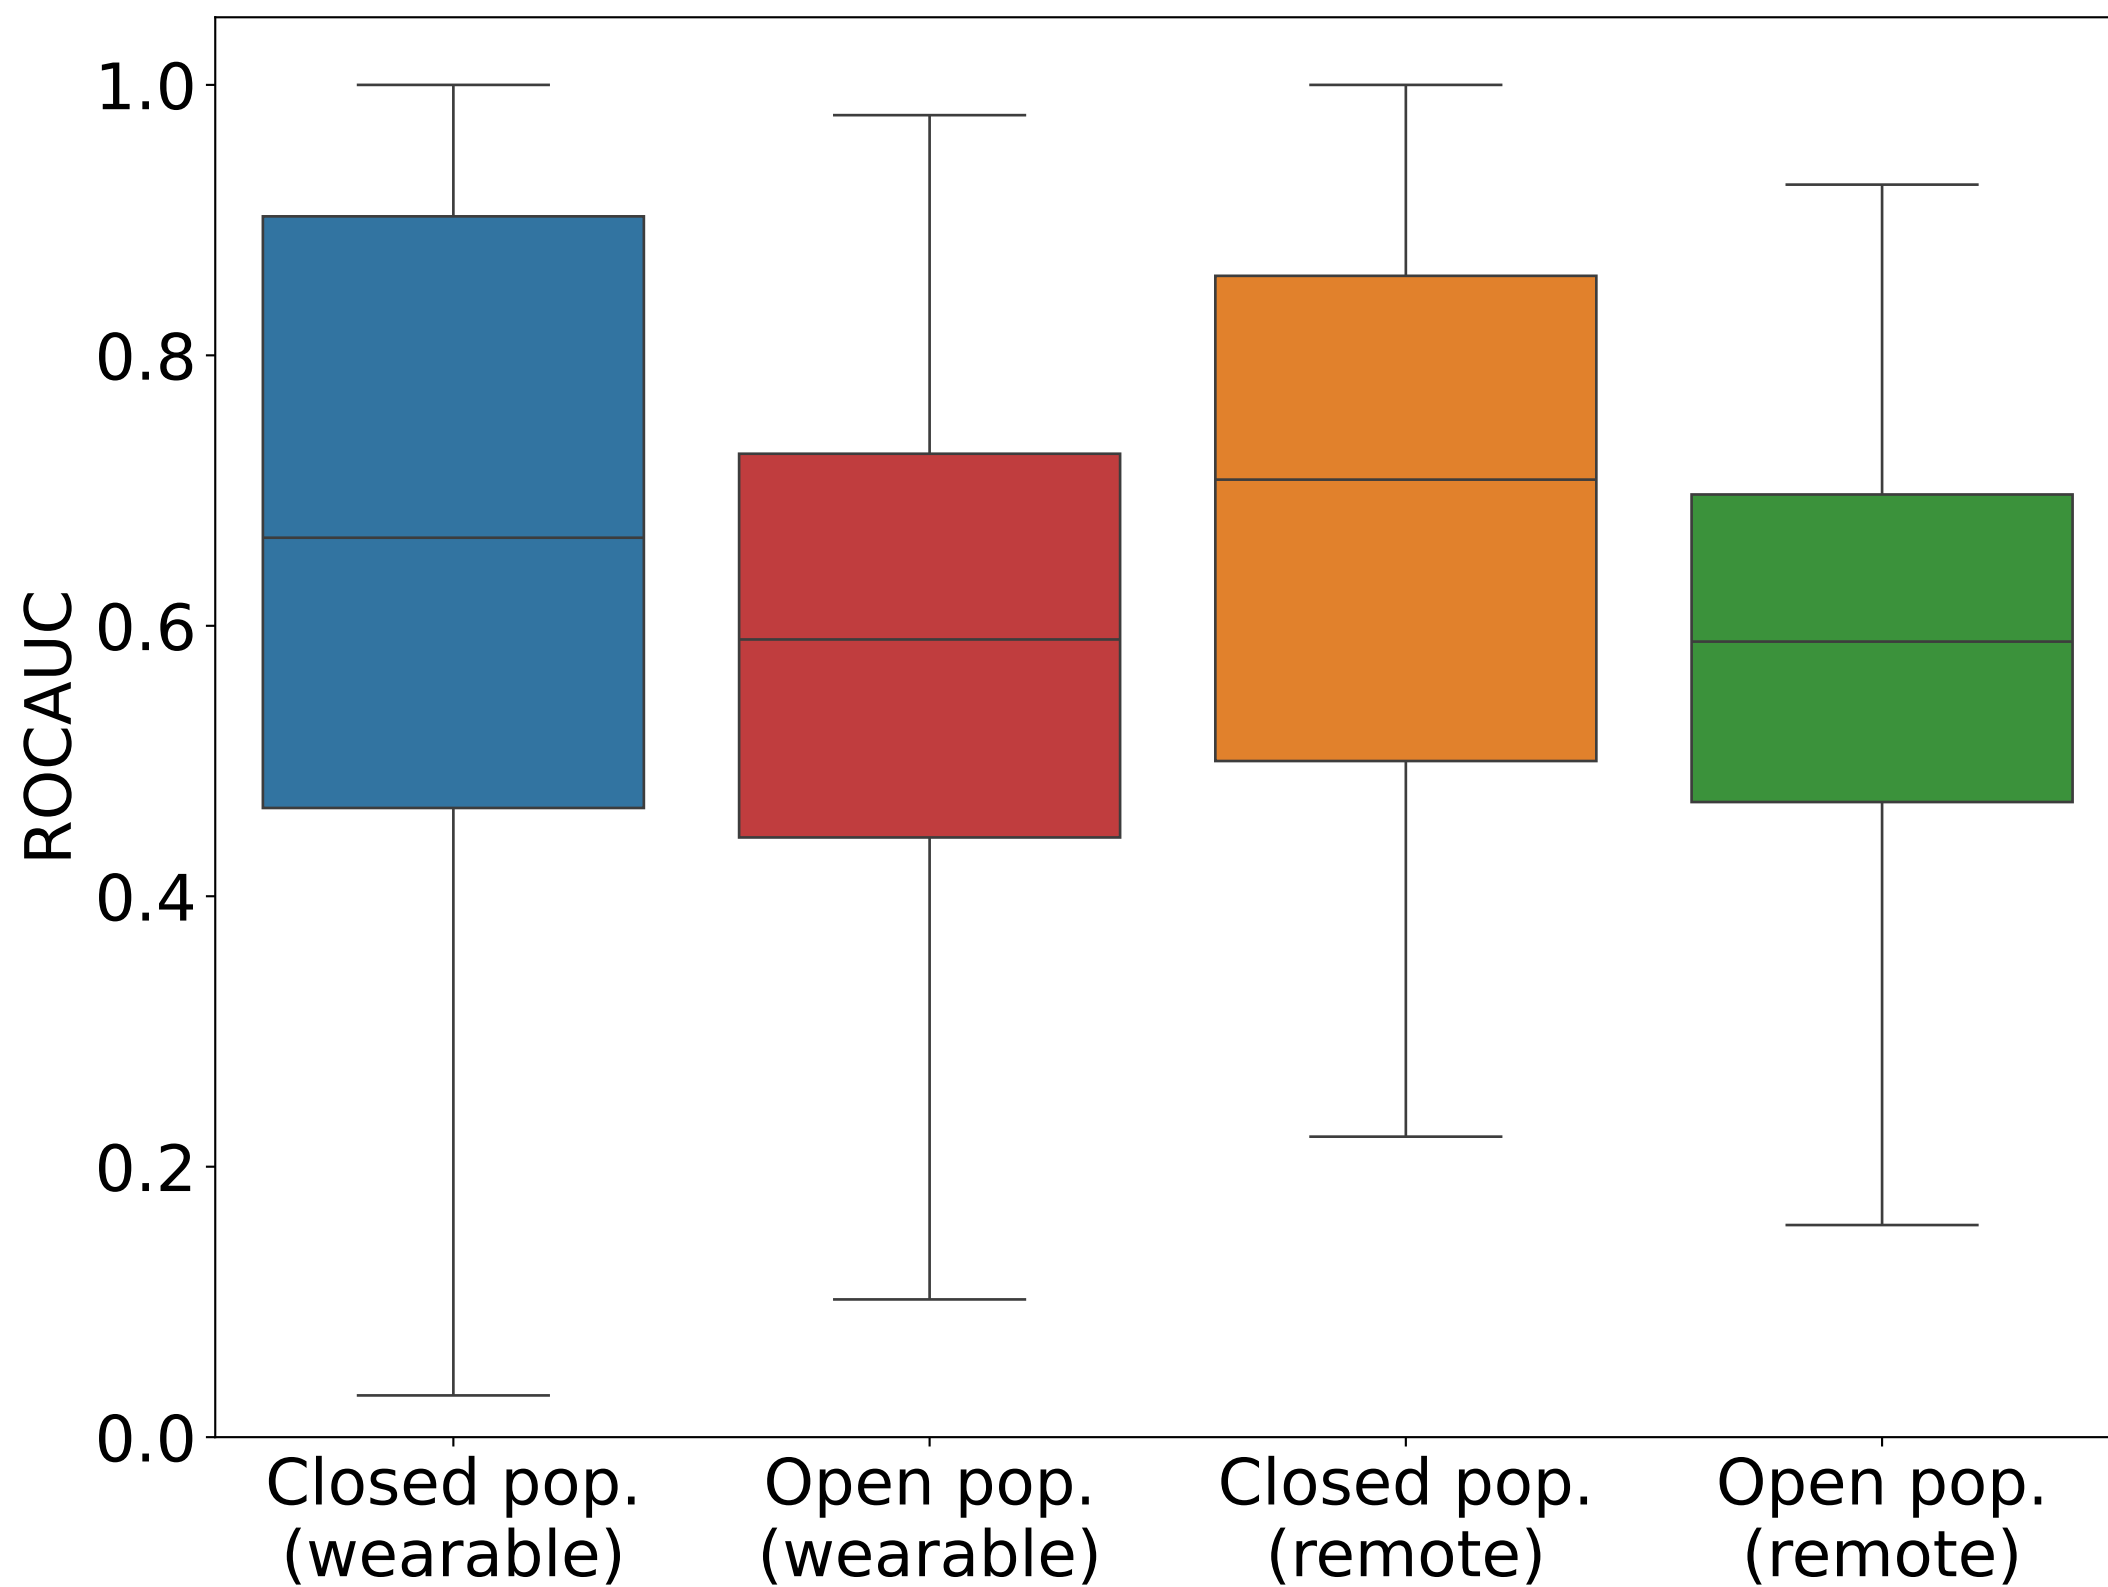 ROCAUC
1.0
0.8
0.6
0.4
0.2
0.0
Closed pop.
(wearable)
Open pop.
(wearable)
Closed pop.
(remote)
Open pop.
(remote)